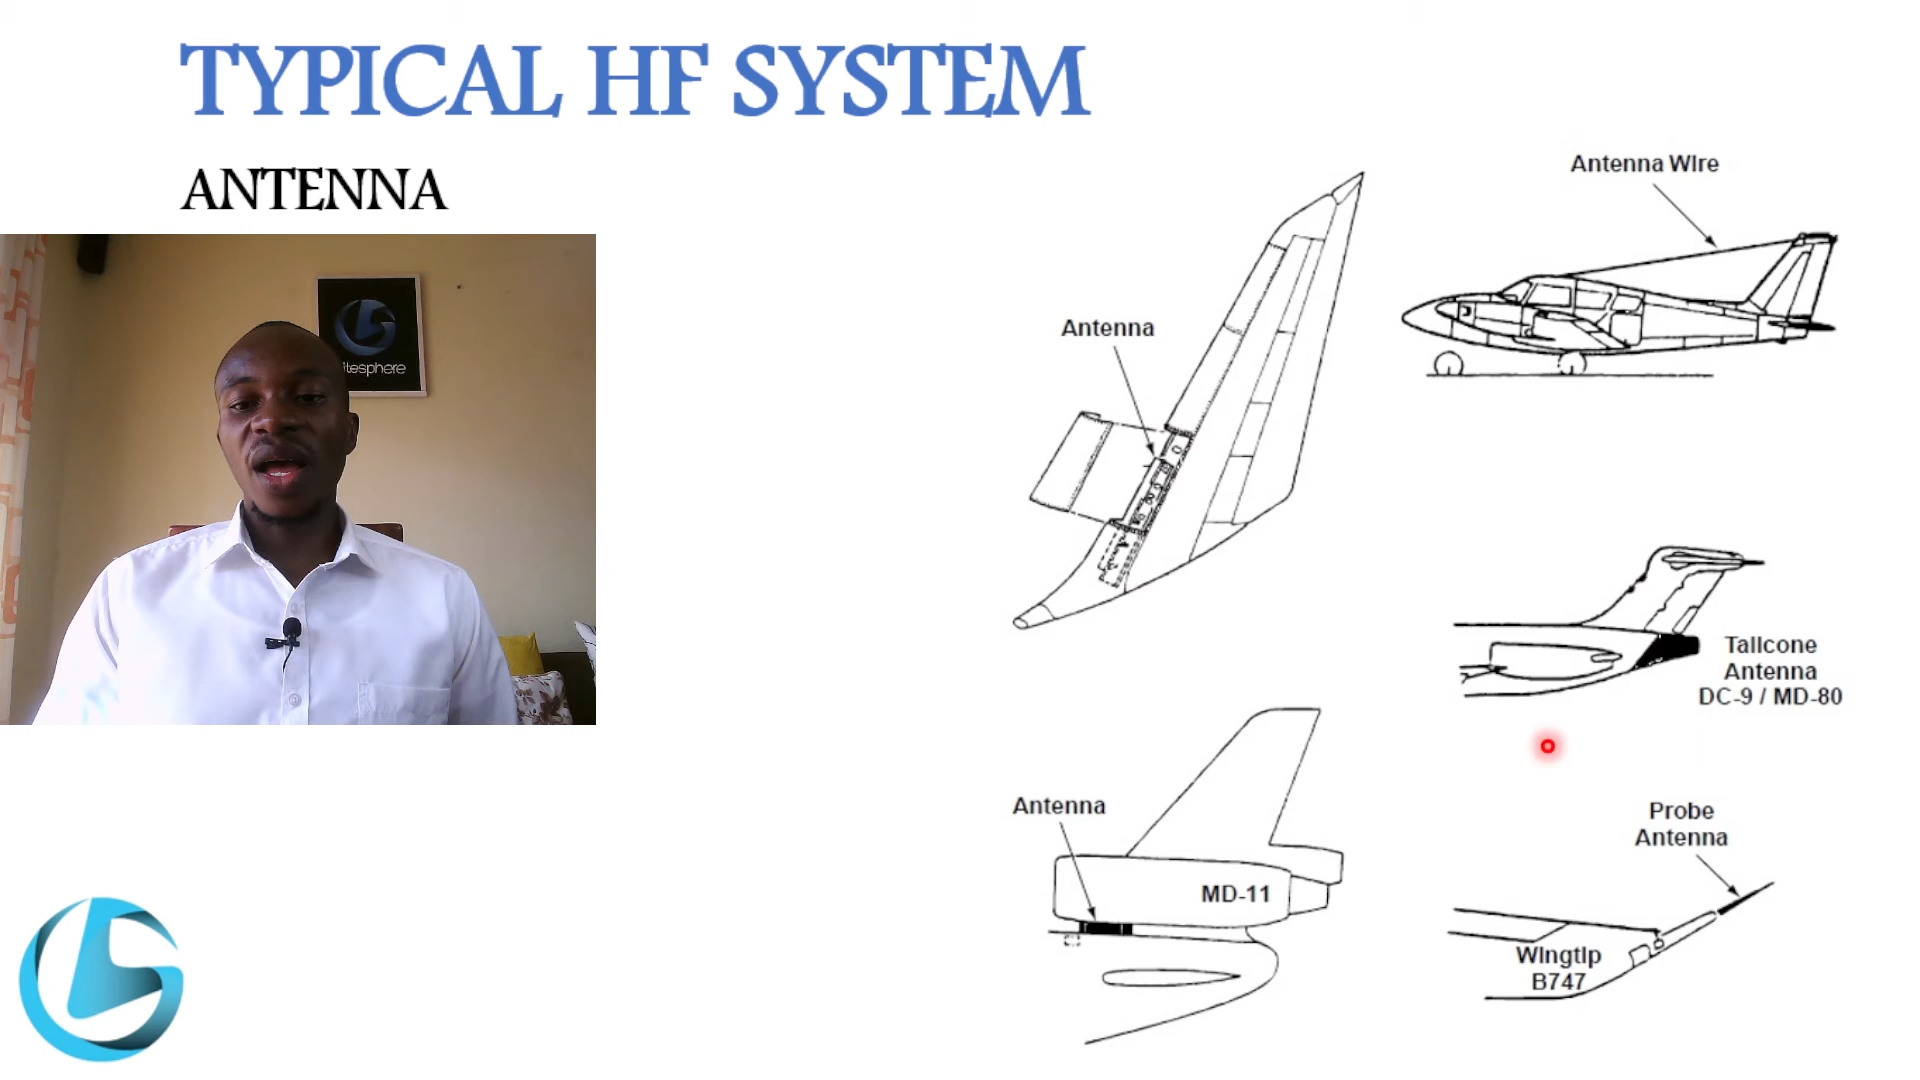 TYPICAL HF SYSTEM
ANTENNA
itesphere
Antenna
Antenna Wire
Tailcone
Antenna
DC-9 / MD-80
Antenna
MD-11
Probe
Antenna
Wingtip
B747